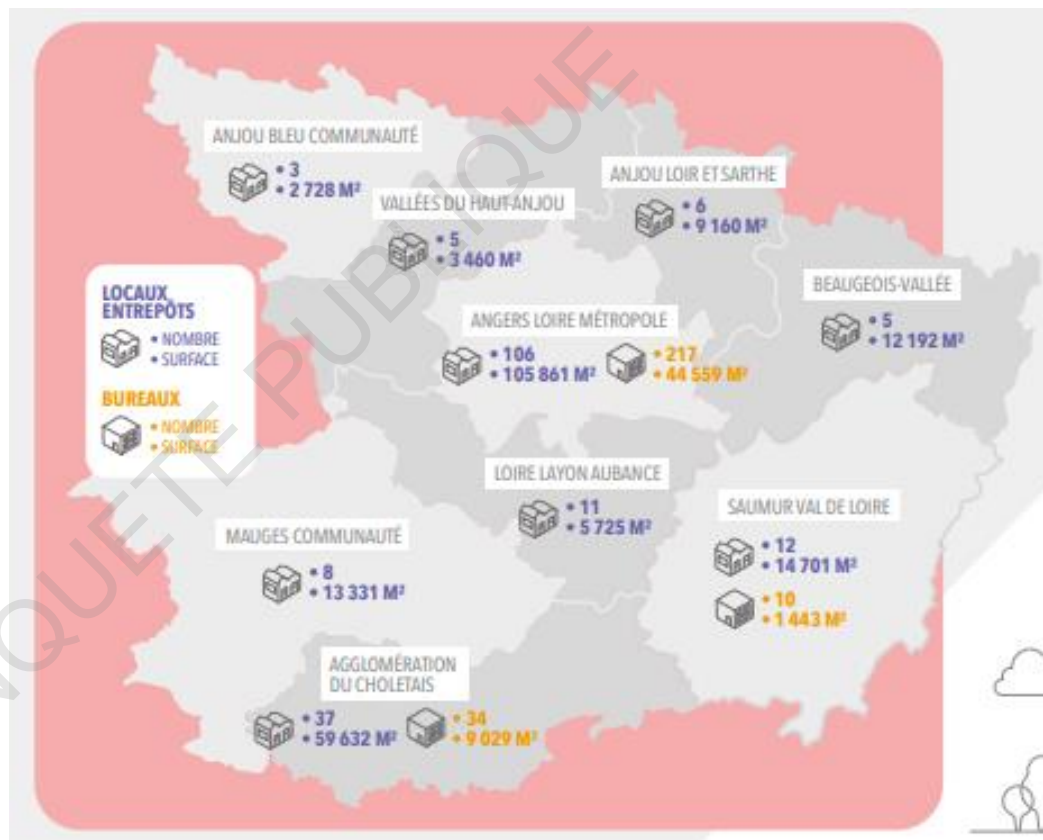 ANJOU BLEU COMMUNAUTÉ
• 3
• 2 728 M²
VALLÉES DU HAUT-ANJOU
• 5
• 3 460 M²
ANJOU LOIR ET SARTHE
• 6
• 9 160 M²
BEAUGEOIS-VALLÉE
• 5
• 12 192 M²
LOCAUX
ENTREPÔTS
• NOMBRE
• SURFACE
BUREAUX
• NOMBRE
• SURFACE
ANGERS LOIRE MÉTROPOLE
• 106
• 105 861 M²
• 217
• 44 559 M²
LOIRE LAYON AUBANCE
• 11
• 5 725 M²
SAUMUR VAL DE LOIRE
• 12
• 14 701 M²
• 10
• 1 443 M²
MAUGES COMMUNAUTÉ
• 8
• 13 331 M²
AGGLOMÉRATION
DU CHOLETAIS
• 37
• 59 632 M²
• 34
• 9 029 M²
NQUETE PUBLIQUE